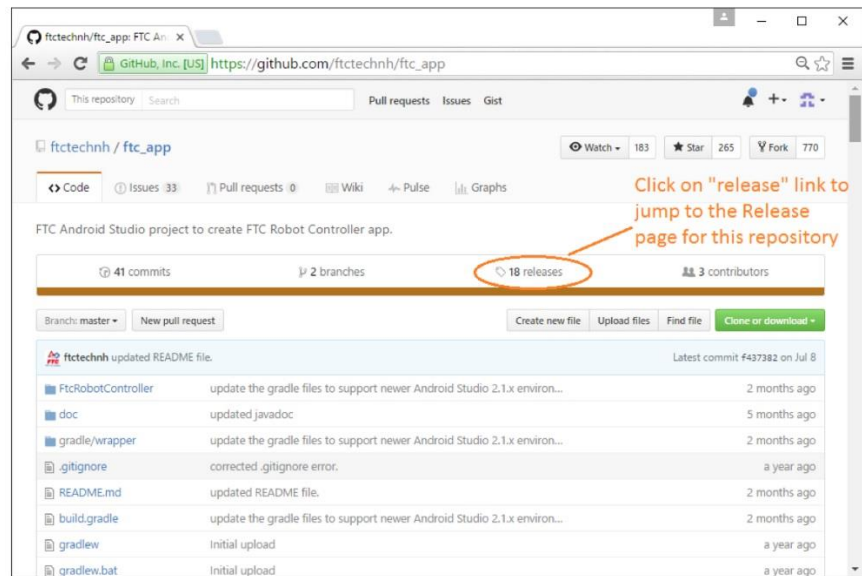 ftctechnh/ftc_app: FTC An
GitHub, Inc. [US] https://github.com/ftctechnh/ftc_app
This repository Search Pull requests Issues Gist
ftctechnh / ftc_app Watch 183 Star 265 Fork 770
Code Issues 33 Pull requests 0 Wiki Pulse Graphs
Click on "release" link to
jump to the Release
page for this repository
FTC Android Studio project to create FTC Robot Controller app.
41 commits 2 branches 18 releases 3 contributors
Branch: master New pull request Create new file Upload files Find file Clone or download
ftctechnh updated README file. Latest commit f437382 on Jul 8
FtcRobotController update the gradle files to support newer Android Studio 2.1.x environ... 2 months ago
doc updated javadoc 5 months ago
gradle/wrapper update the gradle files to support newer Android Studio 2.1.x environ... 2 months ago
.gitignore corrected .gitignore error. a year ago
README.md updated README file. 2 months ago
build.gradle update the gradle files to support newer Android Studio 2.1.x environ... 2 months ago
gradlew Initial upload a year ago
gradlew.bat Initial upload a year ago